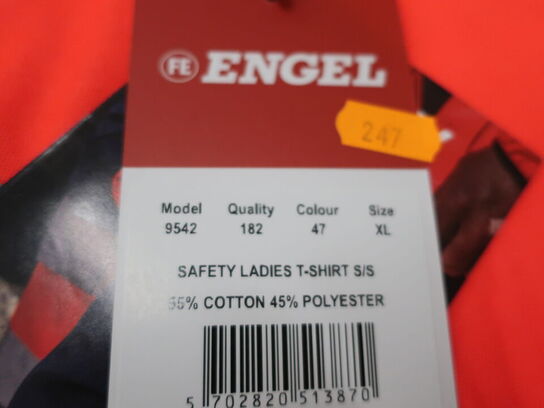 FE ENGEL
247
Model Quality Colour Size
9542 182 47 XL
SAFETY LADIES T-SHIRT S/S
55% COTTON 45% POLYESTER
5 702820 513870